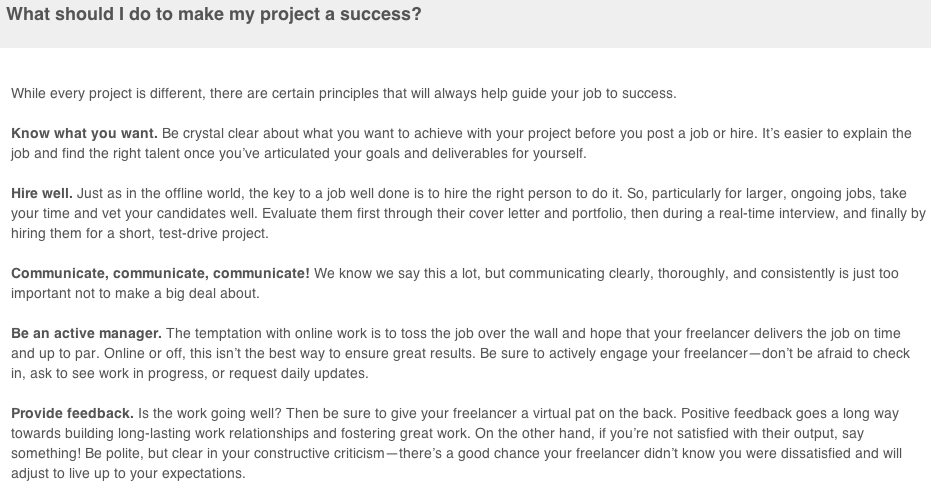 What should I do to make my project a success?
While every project is different, there are certain principles that will always help guide your job to success.
Know what you want. Be crystal clear about what you want to achieve with your project before you post a job or hire. It’s easier to explain the
job and find the right talent once you’ve articulated your goals and deliverables for yourself.
Hire well. Just as in the offline world, the key to a job well done is to hire the right person to do it. So, particularly for larger, ongoing jobs, take
your time and vet your candidates well. Evaluate them first through their cover letter and portfolio, then during a real-time interview, and finally by
hiring them for a short, test-drive project.
Communicate, communicate, communicate! We know we say this a lot, but communicating clearly, thoroughly, and consistently is just too
important not to make a big deal about.
Be an active manager. The temptation with online work is to toss the job over the wall and hope that your freelancer delivers the job on time
and up to par. Online or off, this isn’t the best way to ensure great results. Be sure to actively engage your freelancer—don’t be afraid to check
in, ask to see work in progress, or request daily updates.
Provide feedback. Is the work going well? Then be sure to give your freelancer a virtual pat on the back. Positive feedback goes a long way
towards building long-lasting work relationships and fostering great work. On the other hand, if you’re not satisfied with their output, say
something! Be polite, but clear in your constructive criticism—there’s a good chance your freelancer didn’t know you were dissatisfied and will
adjust to live up to your expectations.